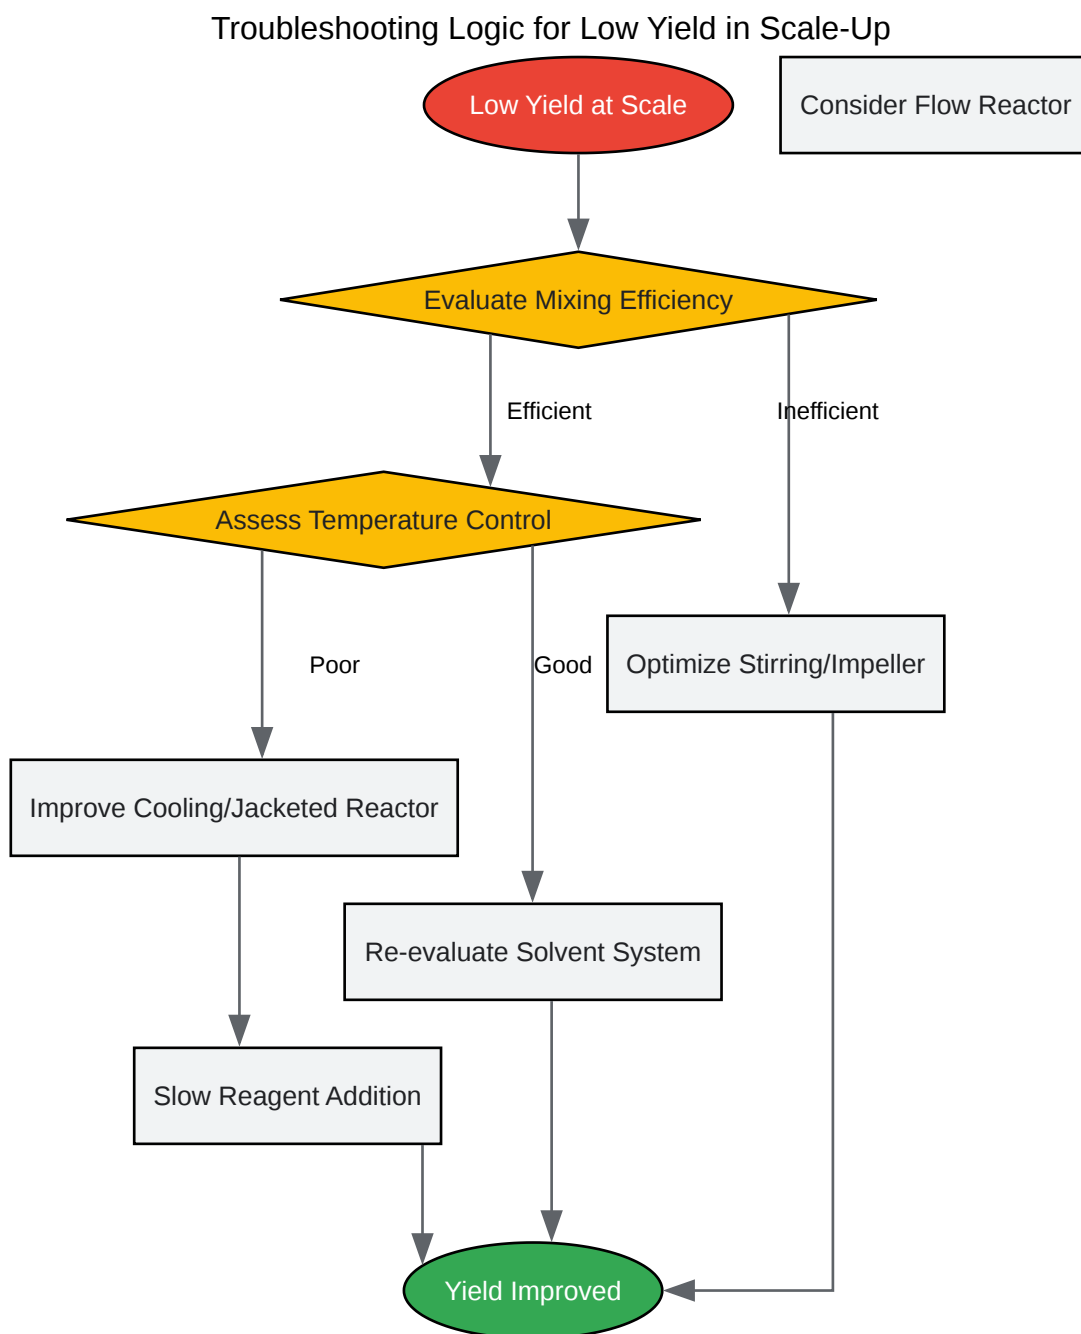 Troubleshooting Logic for Low Yield in Scale-Up
Low Yield at Scale
Consider Flow Reactor
Evaluate Mixing Efficiency
Efficient
Inefficient
Assess Temperature Control
Poor
Good
Optimize Stirring/Impeller
Improve Cooling/Jacketed Reactor
Re-evaluate Solvent System
Slow Reagent Addition
Yield Improved